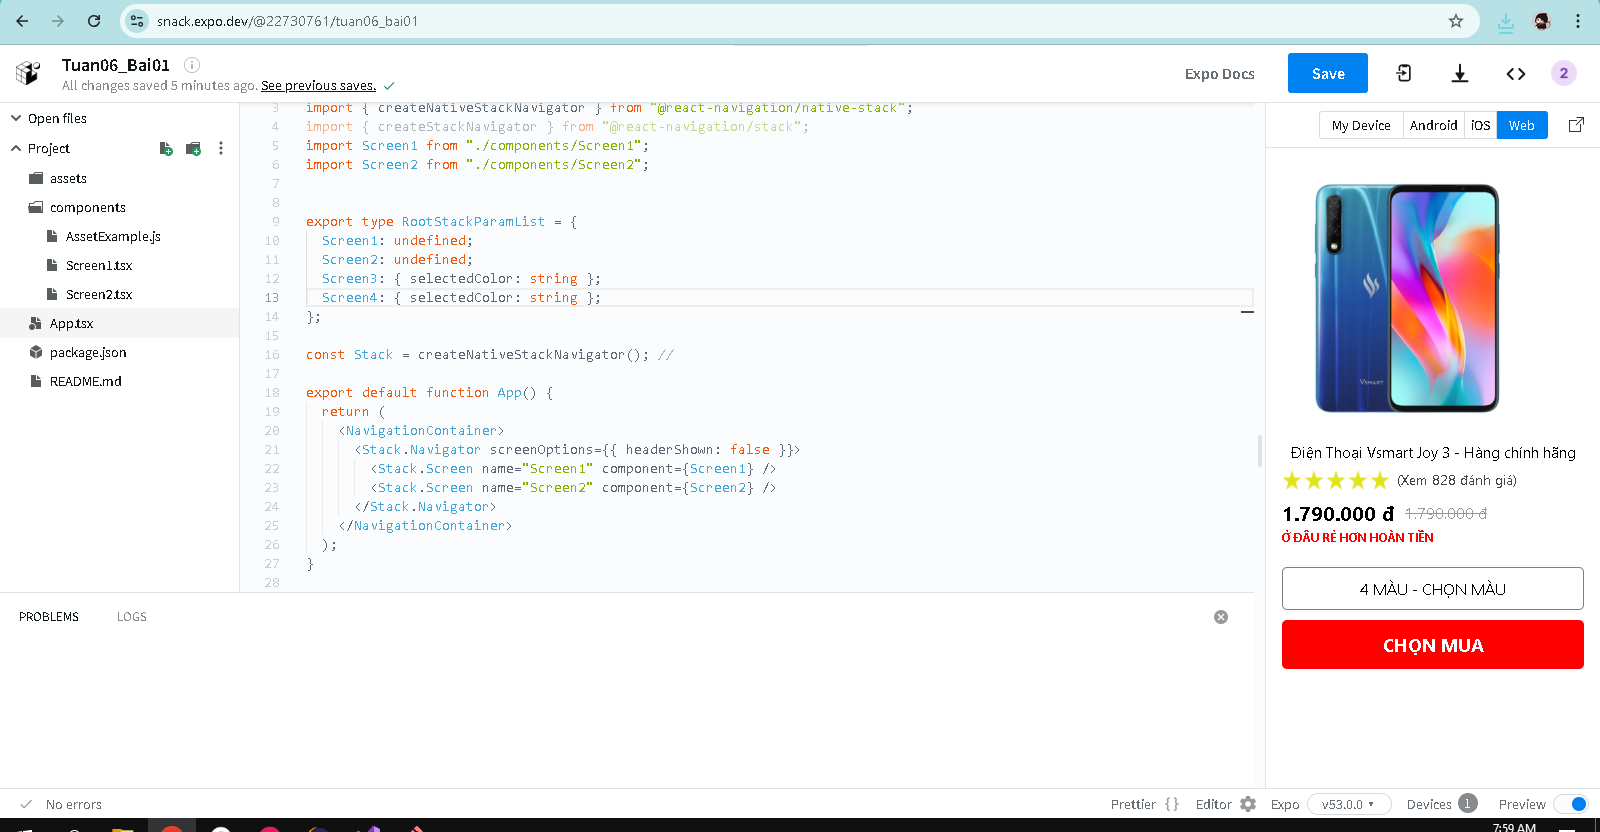 snack.expo.dev/@22730761/tuan06_bai01
Tuan06_Bai01
All changes saved 5 minutes ago. See previous saves.
Expo Docs
Save
2
Open files
Project
assets
components
AssetExample.js
Screen1.tsx
Screen2.tsx
App.tsx
package.json
README.md
3 import { createNativeStackNavigator } from "@react-navigation/native-stack";
4 import { createStackNavigator } from "@react-navigation/stack";
5 import Screen1 from "./components/Screen1";
6 import Screen2 from "./components/Screen2";
7
8
9 export type RootStackParamList = {
10 Screen1: undefined;
11 Screen2: undefined;
12 Screen3: { selectedColor: string };
13 Screen4: { selectedColor: string };
14 };
15
16 const Stack = createNativeStackNavigator(); //
17
18 export default function App() {
19 return (
20 <NavigationContainer>
21 <Stack.Navigator screenOptions={{ headerShown: false }}>
22 <Stack.Screen name="Screen1" component={Screen1} />
23 <Stack.Screen name="Screen2" component={Screen2} />
24 </Stack.Navigator>
25 </NavigationContainer>
26 );
27 }
28
My Device Android iOS Web
VSMART
Điện Thoại Vsmart Joy 3 - Hàng chính hãng
(Xem 828 đánh giá)
1.790.000 đ 1.790.000 đ
Ở ĐÂU RẺ HƠN HOÀN TIỀN
4 MÀU - CHỌN MÀU
CHỌN MUA
PROBLEMS LOGS
No errors
Prettier {} Editor Expo v53.0.0 Devices 1 Preview
7:59 AM